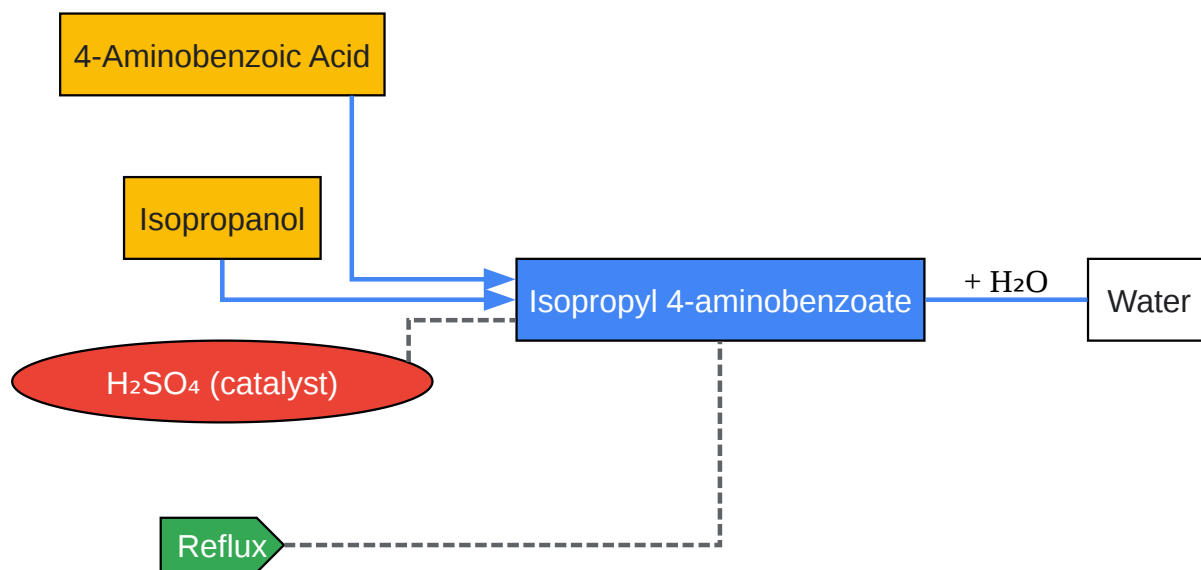 4-Aminobenzoic Acid
Isopropanol
Isopropyl 4-aminobenzoate
+ H₂O
Water
H₂SO₄ (catalyst)
Reflux